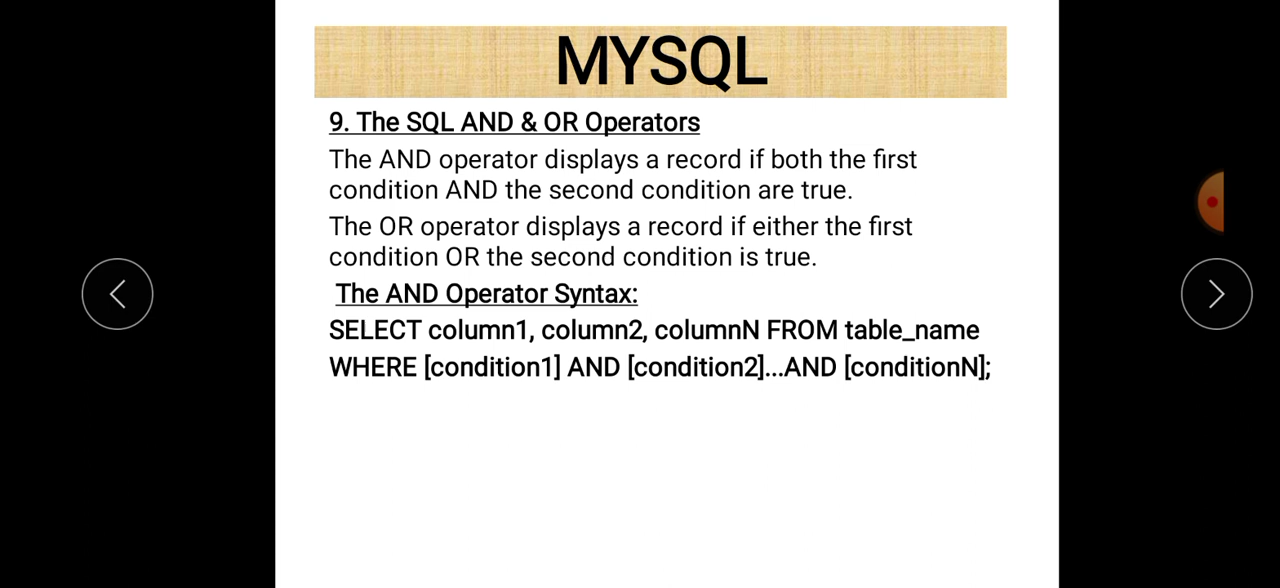 MYSQL
9. The SQL AND & OR Operators
The AND operator displays a record if both the first
condition AND the second condition are true.
The OR operator displays a record if either the first
condition OR the second condition is true.
The AND Operator Syntax:
SELECT column1, column2, columnN FROM table_name
WHERE [condition1] AND [condition2]...AND [conditionN];